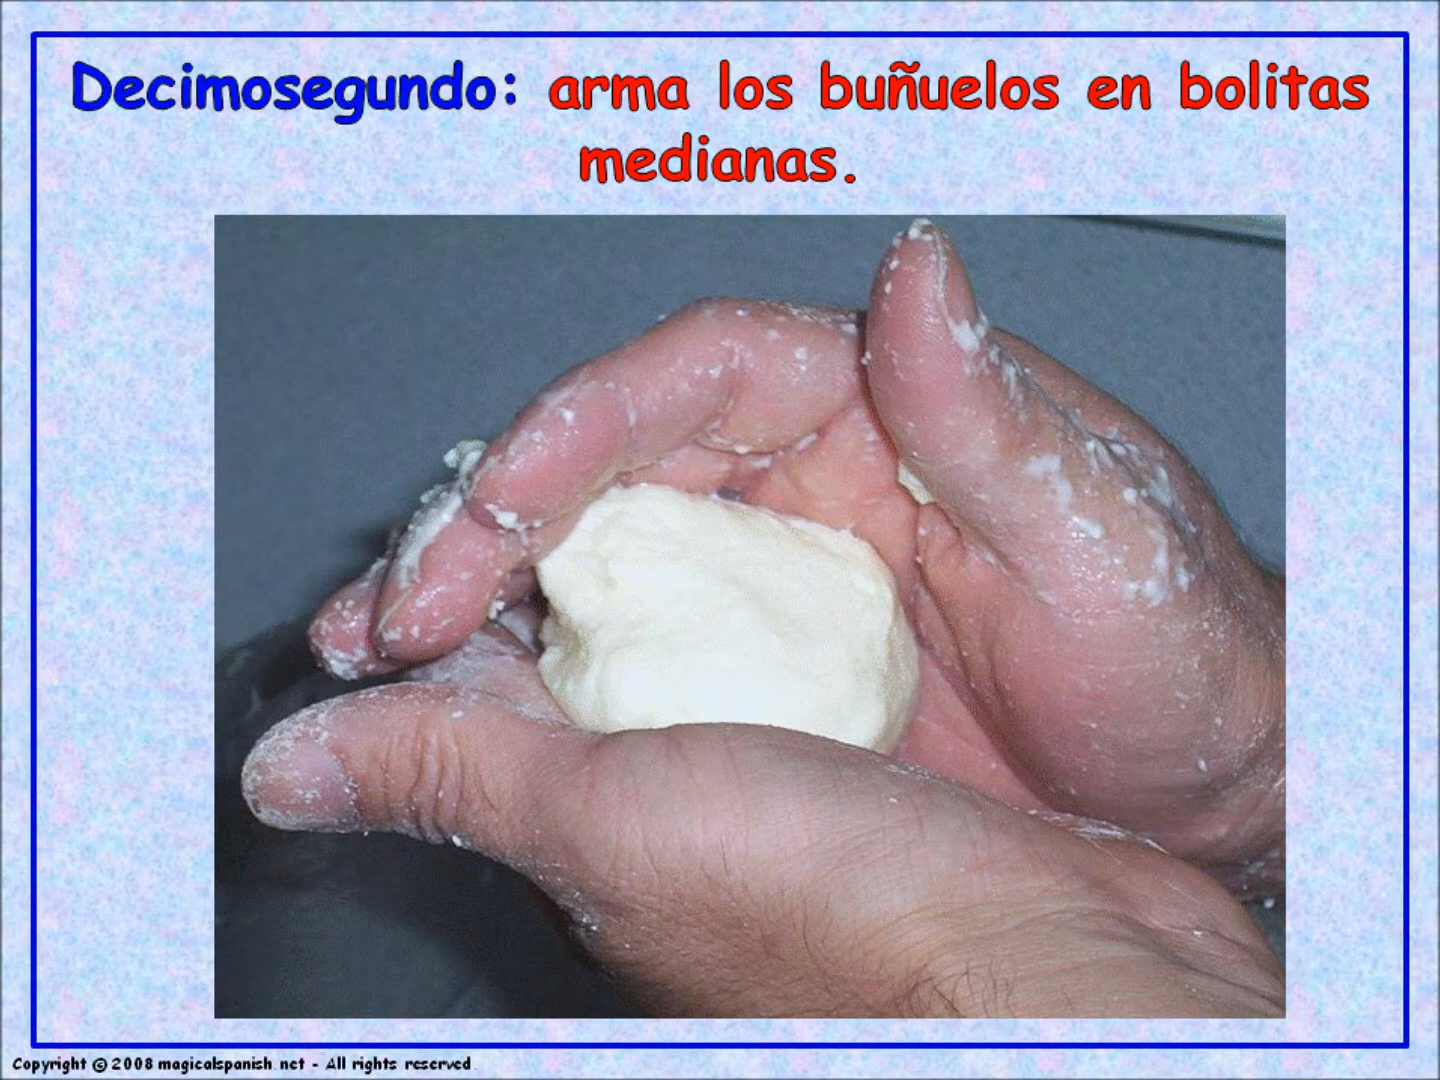 Decimosegundo: arma los buñuelos en bolitas
medianas.
Copyright © 2008 magicalspanish.net - All rights reserved.